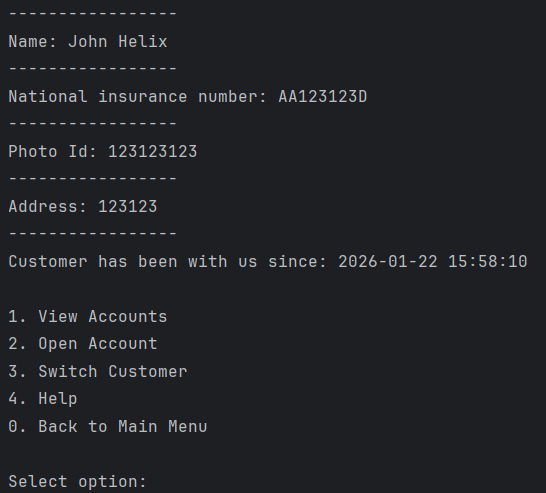 -----------------
Name: John Helix
-----------------
National insurance number: AA123123D
-----------------
Photo Id: 123123123
-----------------
Address: 123123
-----------------
Customer has been with us since: 2026-01-22 15:58:10
1. View Accounts
2. Open Account
3. Switch Customer
4. Help
0. Back to Main Menu
Select option: